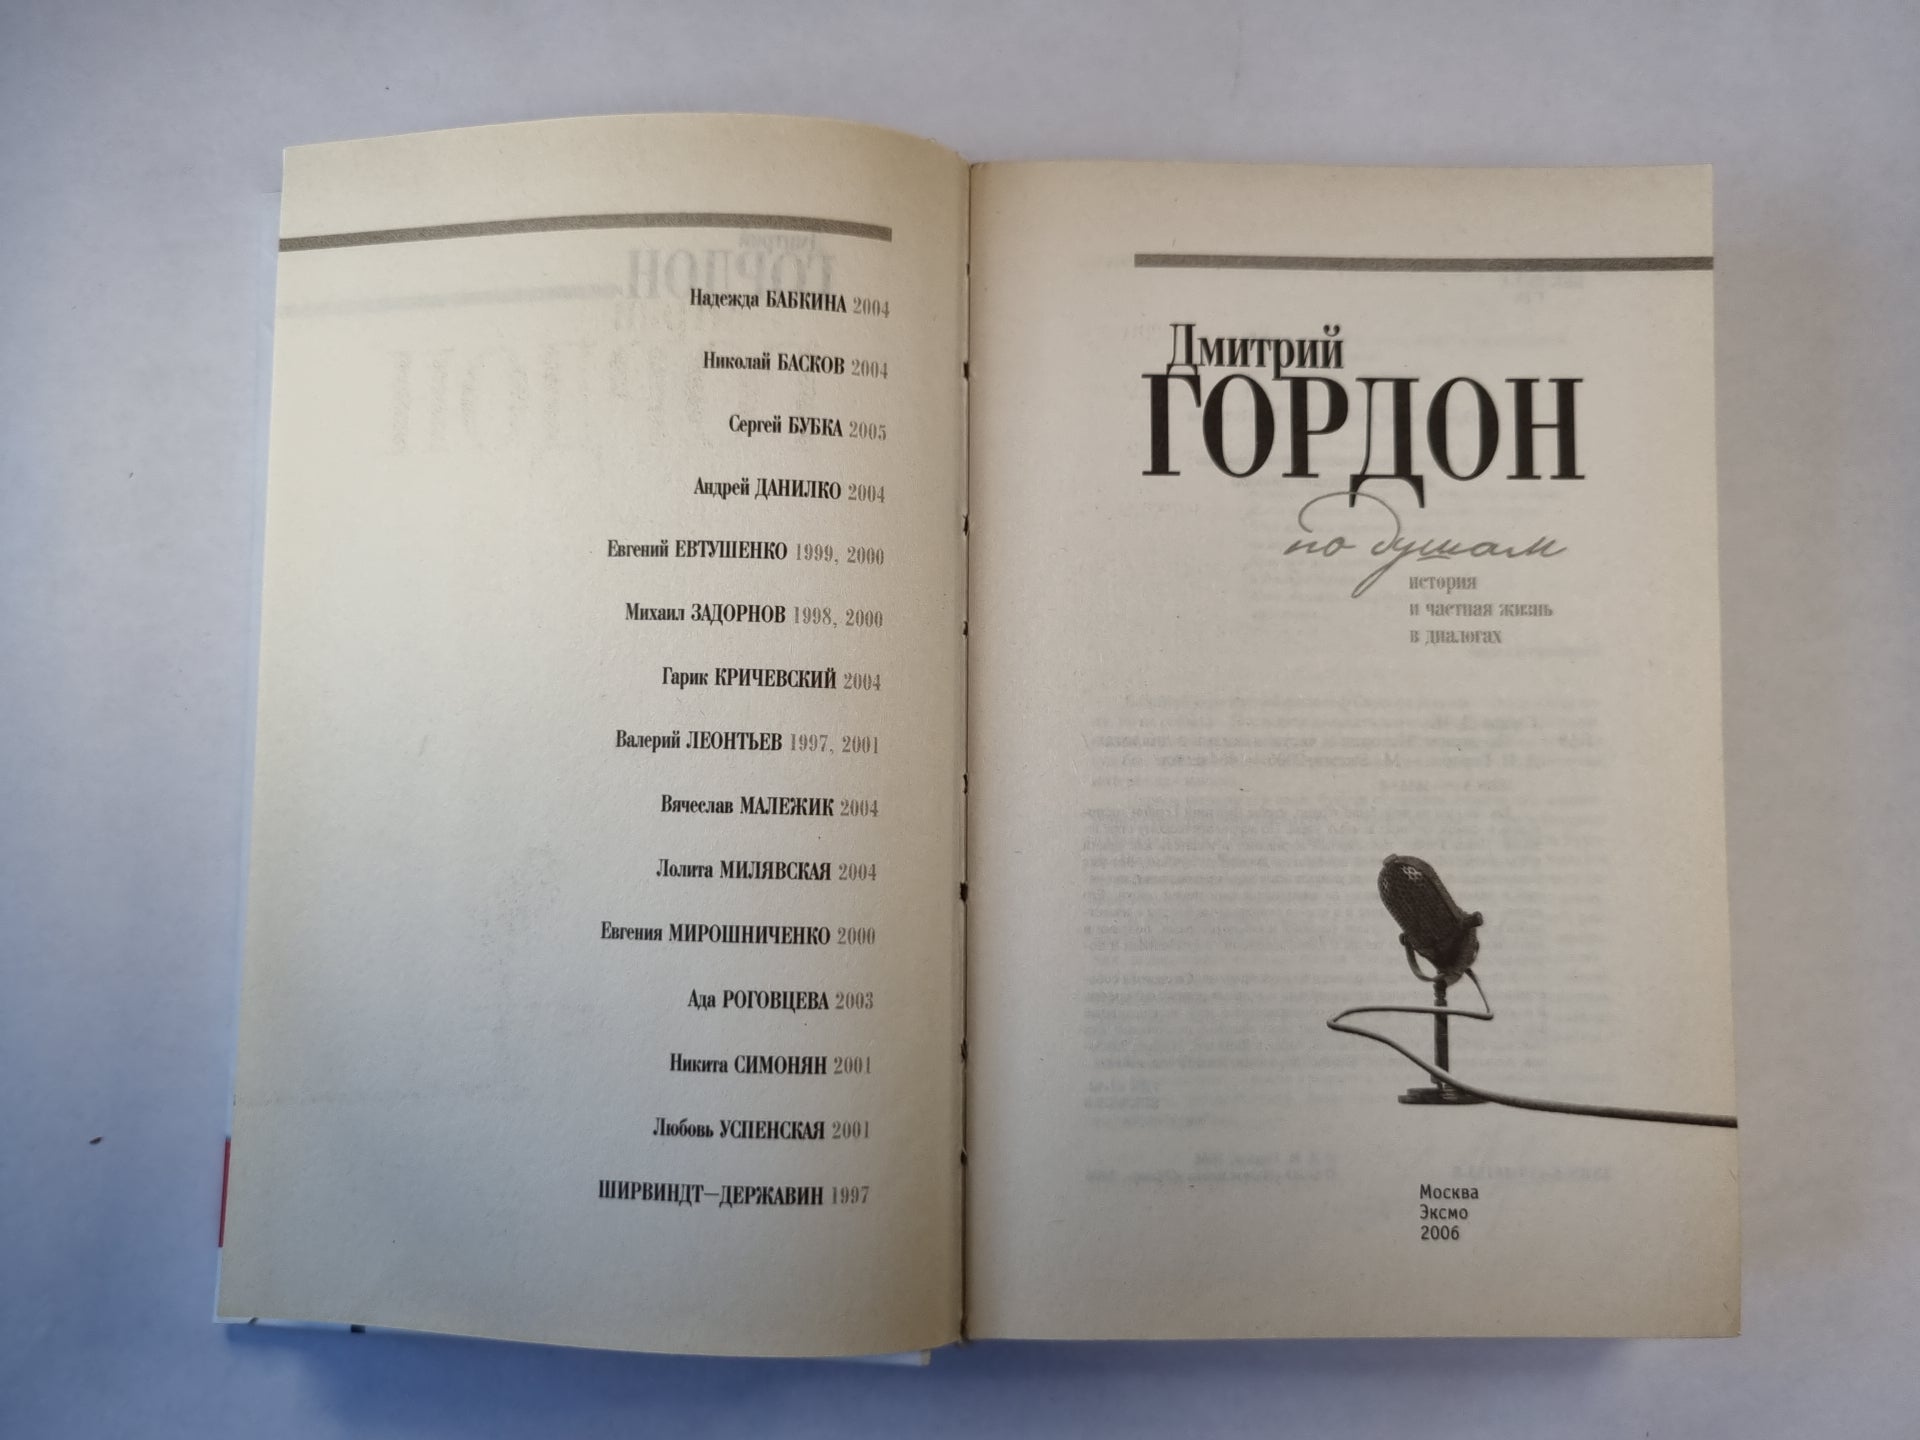 Надежда БАБКИНА 2004
Николай БАСКОВ 2004
Сергей БУБКА 2005
Андрей ДАНИЛКО 2004
Евгений ЕВТУШЕНКО 1999, 2000
Михаил ЗАДОРНОВ 1998, 2000
Гарик КРИЧЕВСКИЙ 2004
Валерий ЛЕОНТЬЕВ 1997, 2001
Вячеслав МАЛЕЖИК 2004
Лолита МИЛЯВСКАЯ 2004
Евгения МИРОШНИЧЕНКО 2000
Ада РОГОВЦЕВА 2003
Никита СИМОНЯН 2001
Любовь УСПЕНСКАЯ 2001
ШИРВИНДТ—ДЕРЖАВИН 1997
Дмитрий
ГОРДОН
по душам
история
и частная жизнь
в диалогах
Москва
Эксмо
2006